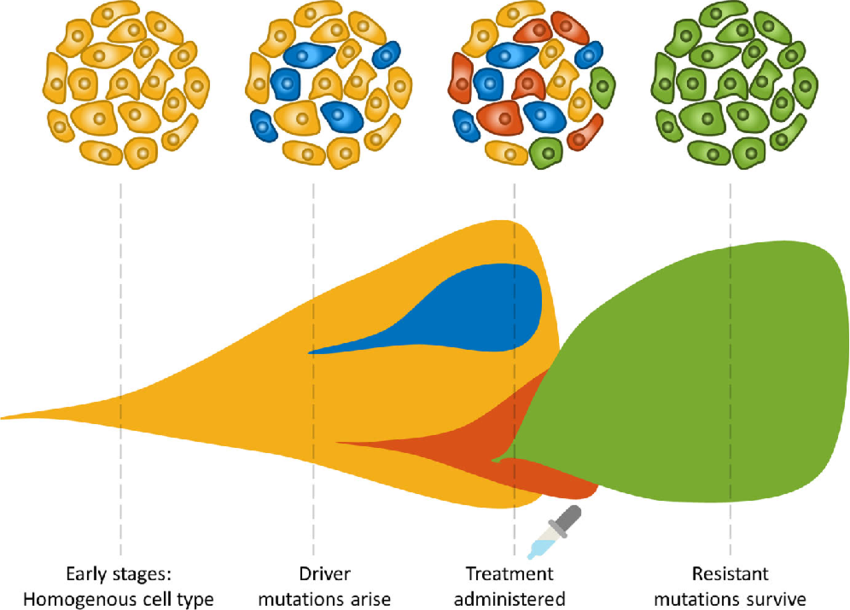 Early stages:
Homogenous cell type
Driver
mutations arise
Treatment
administered
Resistant
mutations survive